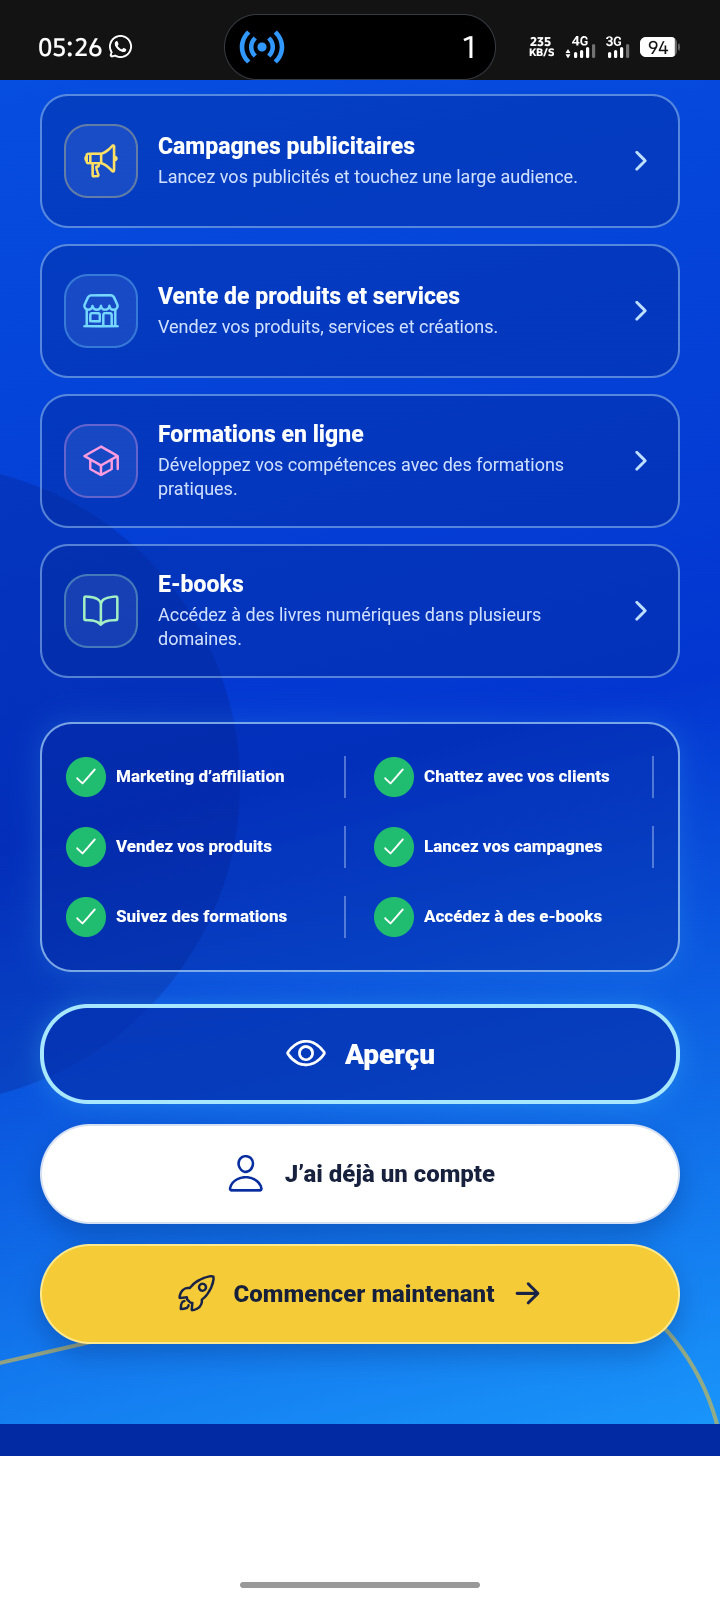 05:26
1
235 KB/S
4G
3G
94
Campagnes publicitaires
Lancez vos publicités et touchez une large audience.
Vente de produits et services
Vendez vos produits, services et créations.
Formations en ligne
Développez vos compétences avec des formations
pratiques.
E-books
Accédez à des livres numériques dans plusieurs
domaines.
Marketing d’affiliation
Chattez avec vos clients
Vendez vos produits
Lancez vos campagnes
Suivez des formations
Accédez à des e-books
Aperçu
J’ai déjà un compte
Commencer maintenant